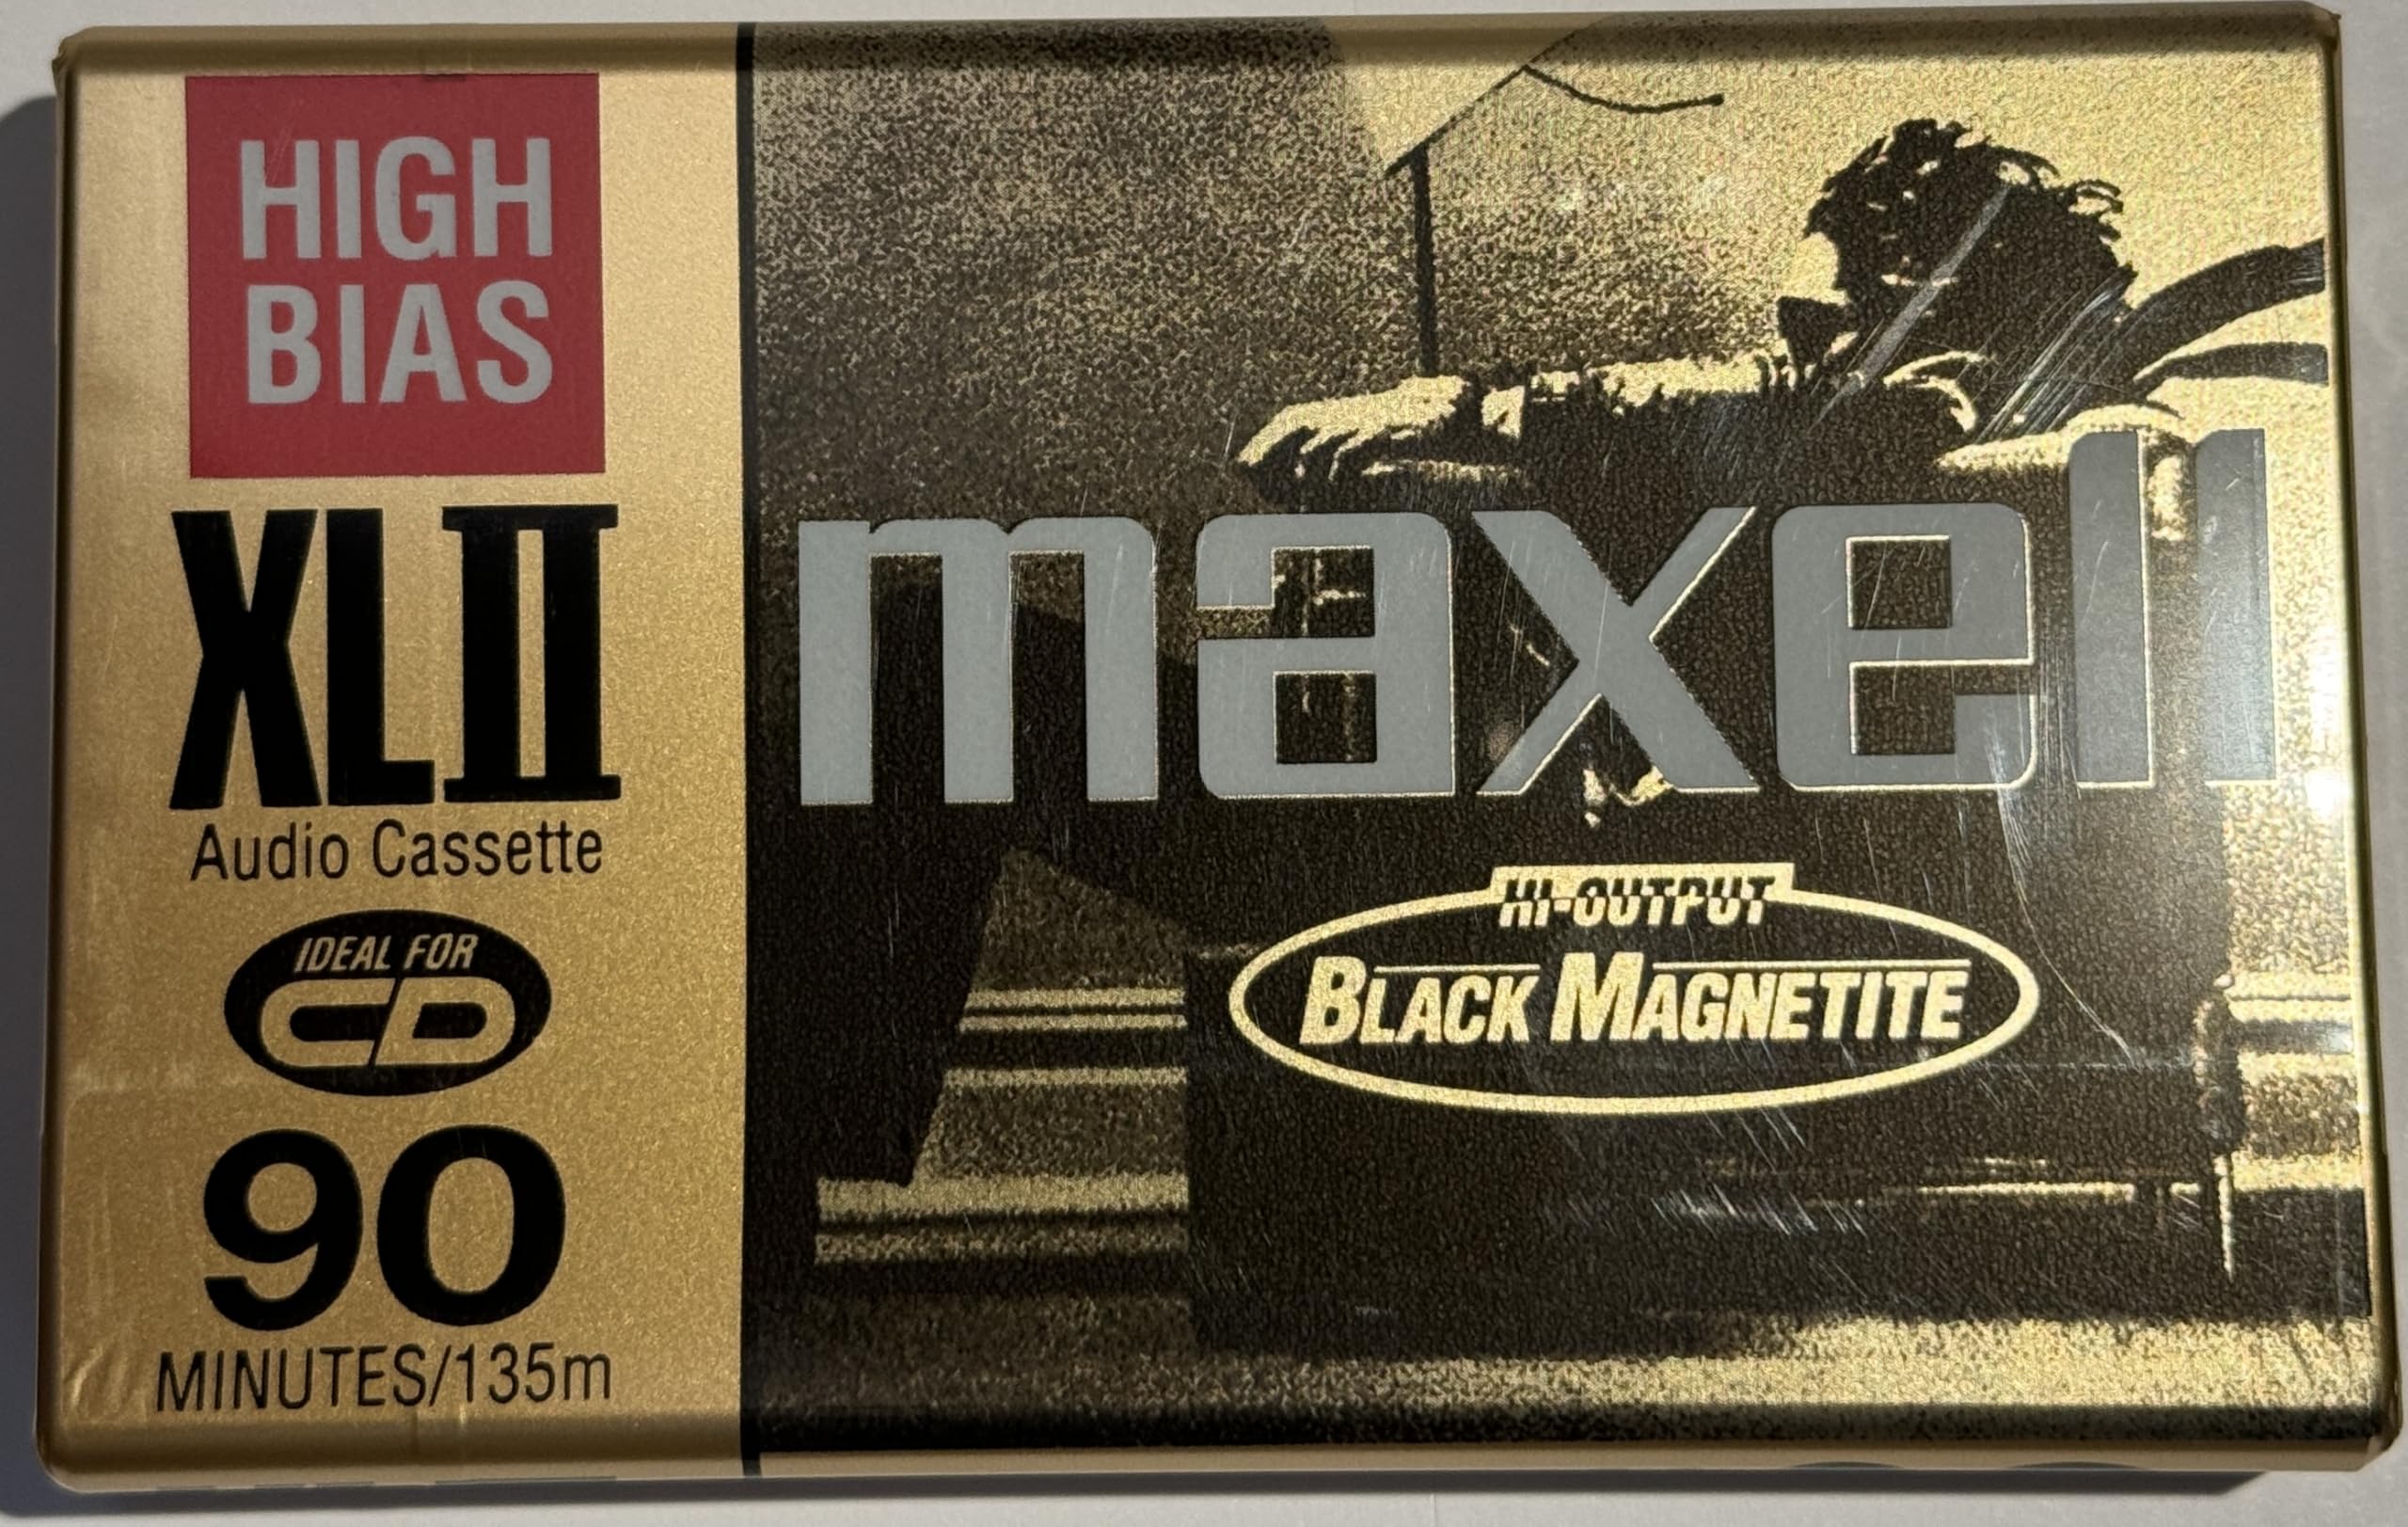 HIGH
BIAS
XLII
Audio Cassette
IDEAL FOR
CD
90
MINUTES/135m
maxell
HI-OUTPUT
BLACK MAGNETITE